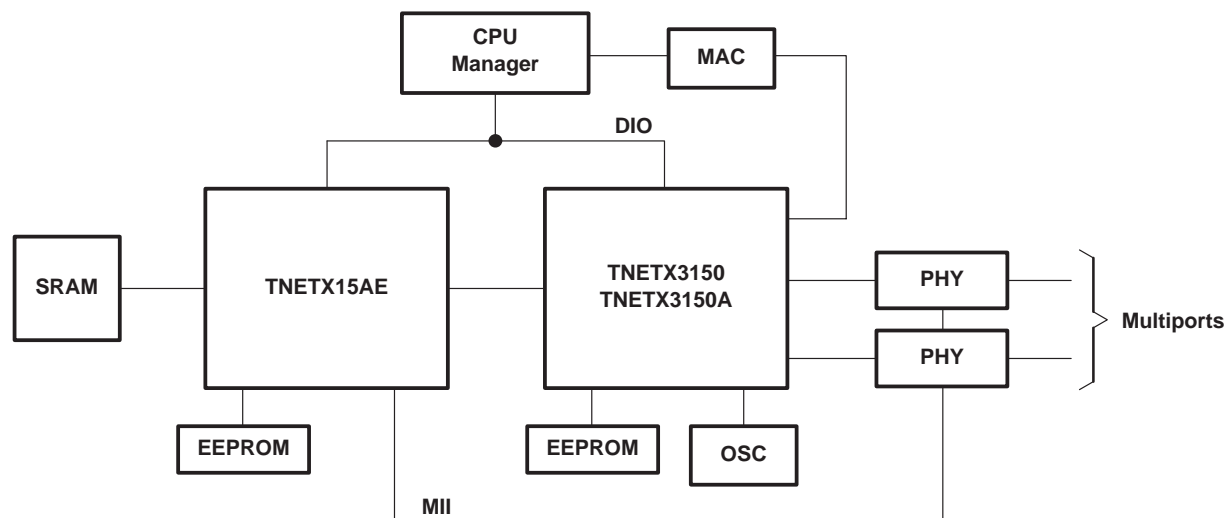 CPU
Manager
MAC
DIO
SRAM
TNETX15AE
TNETX3150
TNETX3150A
PHY
PHY
Multiports
EEPROM
EEPROM
OSC
MII